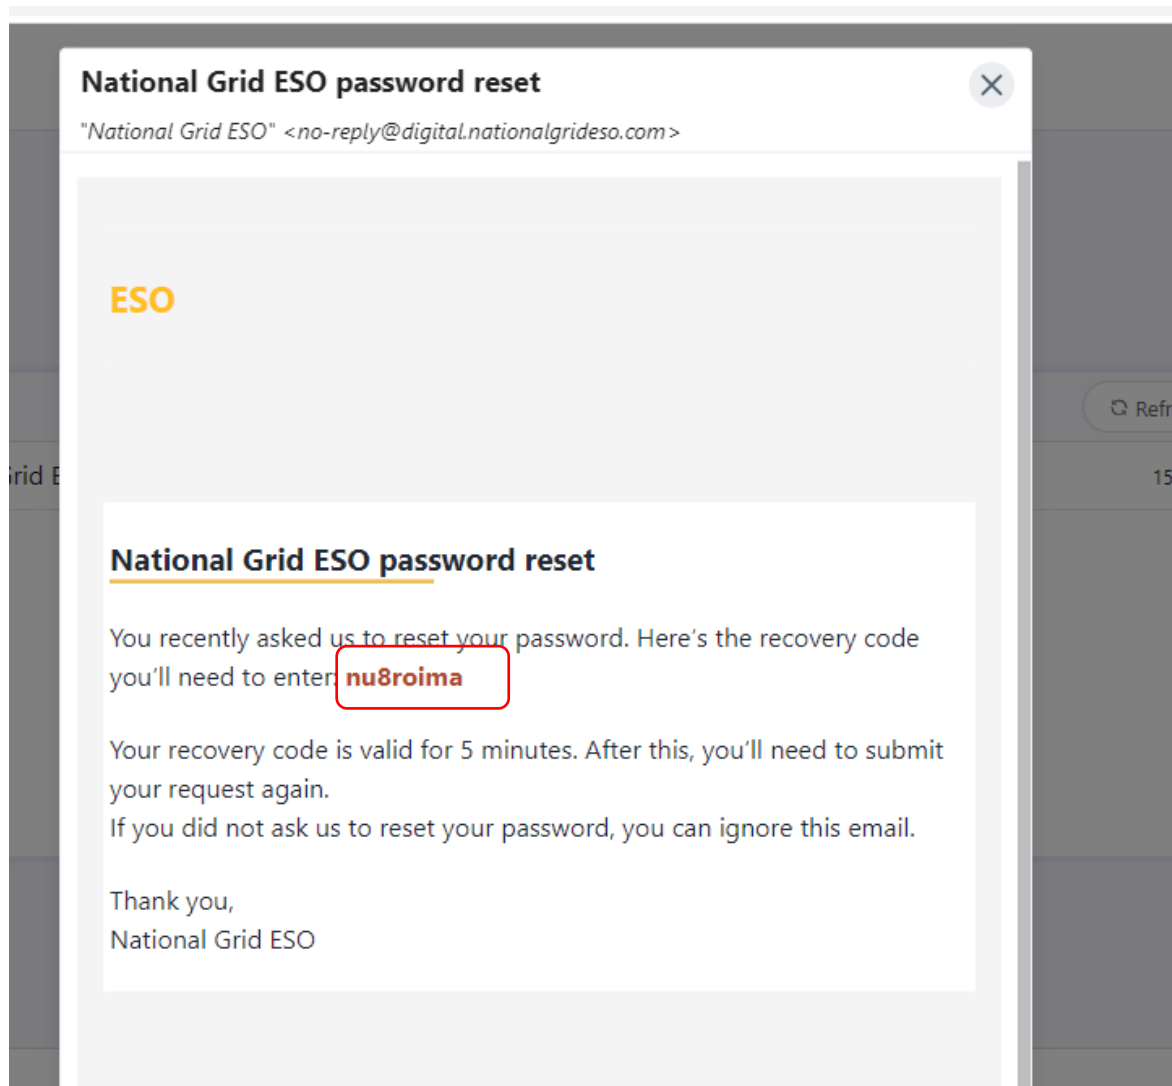 National Grid ESO password reset
"National Grid ESO" <no-reply@digital.nationalgrideso.com>
ESO
Refr
rid E
15
National Grid ESO password reset
You recently asked us to reset your password. Here's the recovery code
you'll need to enter: nu8roima
Your recovery code is valid for 5 minutes. After this, you'll need to submit
your request again.
If you did not ask us to reset your password, you can ignore this email.
Thank you,
National Grid ESO